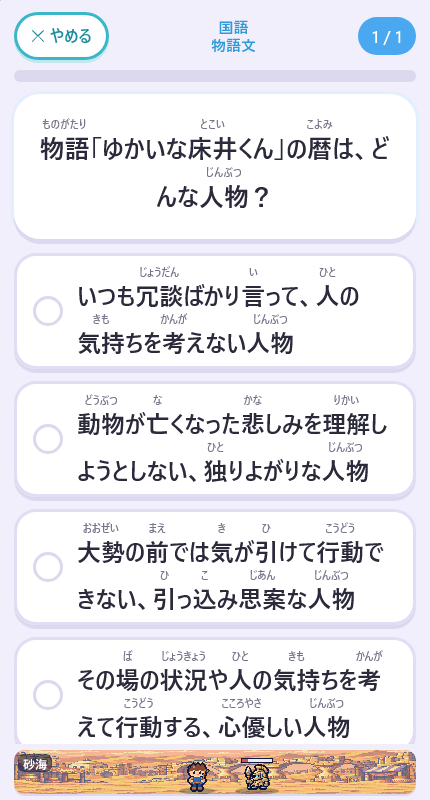 × やめる
国語
物語文
1 / 1
ものがたり とこい こよみ
物語「ゆかいな床井くん」の暦は、ど
じんぶつ
んな人物？
じょうだん い ひと
いつも冗談ばかり言って、人の
きも かんが じんぶつ
気持ちを考えない人物
どうぶつ な かな りかい
動物が亡くなった悲しみを理解し
ひと じんぶつ
ようとしない、独りよがりな人物
おおぜい まえ き ひ こうどう
大勢の前では気が引けて行動で
ひ こ じあん じんぶつ
きない、引っ込み思案な人物
ば じょうきょう ひと きも かんが
その場の状況や人の気持ちを考
こうどう こころやさ じんぶつ
えて行動する、心優しい人物
砂海